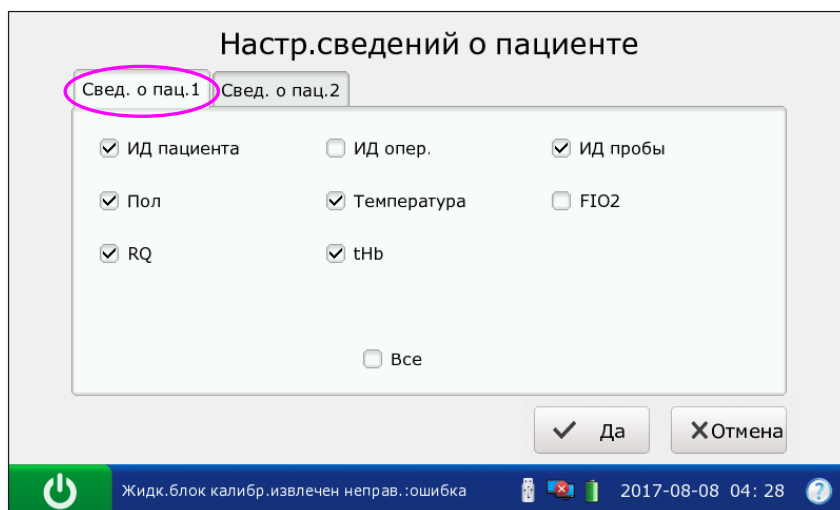 Настр.сведений о пациенте
Свед. о пац.1 Свед. о пац.2
ИД пациента ИД опер. ИД пробы
Пол Температура FIO2
RQ tHb
Все
Да Отмена
Жидк.блок калибр.извлечен неправ.:ошибка 2017-08-08 04: 28 ?